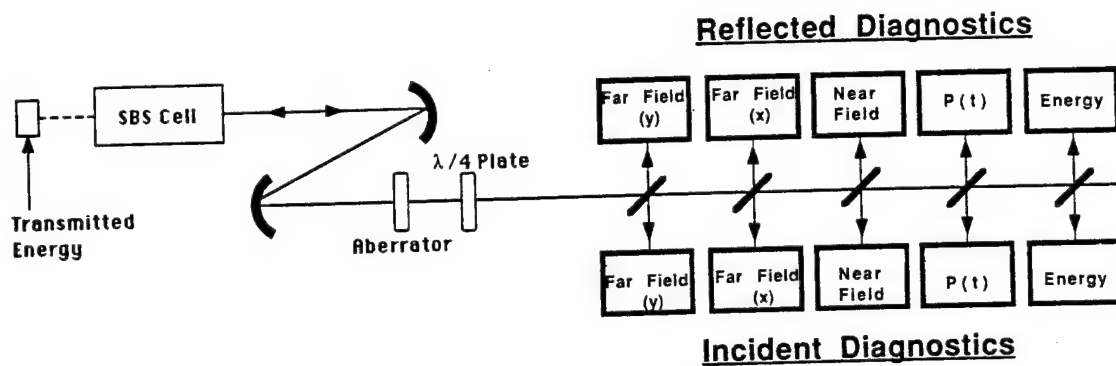 Reflected Diagnostics
Far Field
(y)
Far Field
(x)
Near
Field
P(t)
Energy
SBS Cell
λ/4 Plate
Transmitted
Energy
Aberrator
Far Field
(y)
Far Field
(x)
Near
Field
P(t)
Energy
Incident Diagnostics